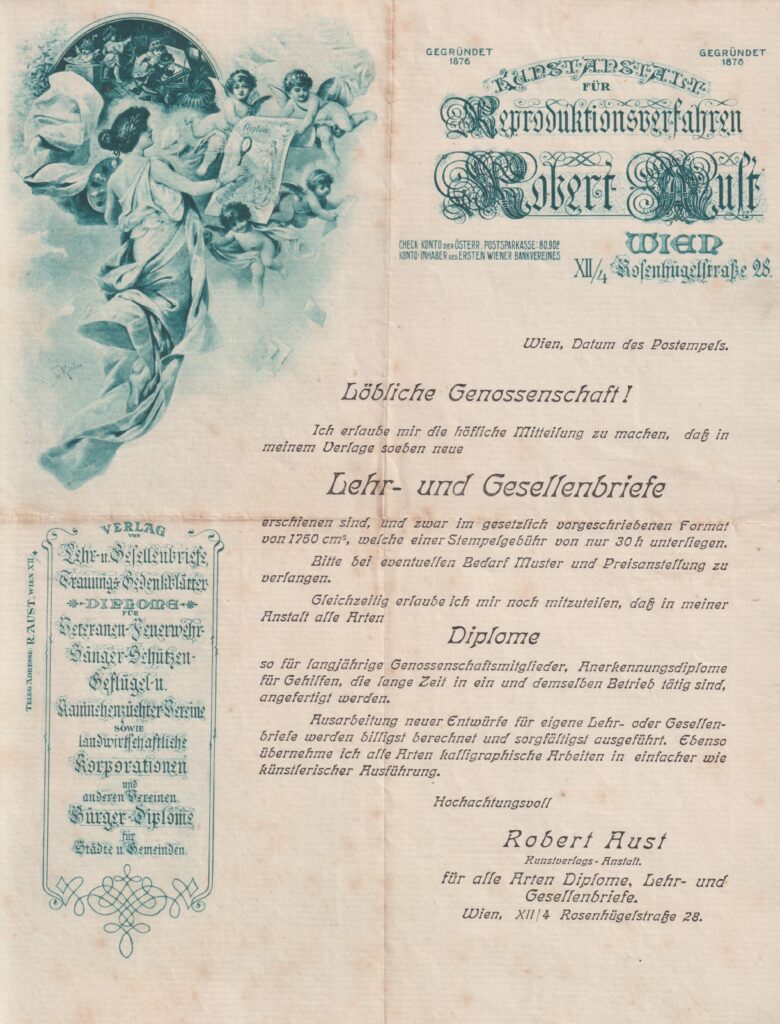 GEGRÜNDET
1876
GEGRÜNDET
1876
KUNSTANSTALT
FÜR
Reproduktionsverfahren
Robert Aust
WIEN
XII/4 Rosenhügelstraße 28.
CHECK KONTO DER ÖSTERR. POSTSPARKASSE: 80.902
KONTO-INHABER DES ERSTEN WIENER BANKVEREINES
Diplom
Wien, Datum des Postempels.
Löbliche Genossenschaft!
Ich erlaube mir die höfliche Mitteilung zu machen, daß in
meinem Verlage soeben neue
Lehr- und Gesellenbriefe
erschienen sind, und zwar im gesetzlich vorgeschriebenen Format
von 1750 cm², welche einer Stempelgebühr von nur 30 h unterliegen.
Bitte bei eventuellen Bedarf Muster und Preisanstellung zu
verlangen.
Gleichzeitig erlaube ich mir noch mitzuteilen, daß in meiner
Anstalt alle Arten
Diplome
so für langjährige Genossenschaftsmitglieder, Anerkennungsdiplome
für Gehilfen, die lange Zeit in ein und demselben Betrieb tätig sind,
angefertigt werden.
Ausarbeitung neuer Entwürfe für eigene Lehr- oder Gesellen-
briefe werden billigst berechnet und sorgfältigst ausgeführt. Ebenso
übernehme ich alle Arten kalligraphische Arbeiten in einfacher wie
künstlerischer Ausführung.
Hochachtungsvoll
Robert Aust
Kunstverlags-Anstalt.
für alle Arten Diplome, Lehr- und
Gesellenbriefe.
Wien, XII/4 Rosenhügelstraße 28.
TELEG. ADRESSE: R. AUST, WIEN XII/4
VERLAG
VON
Lehr- u. Gesellenbriefe,
Trauungs-Gedenkblätter
DIPLOME
FÜR
Veteranen-Feuerwehr-
Sänger-Schützen-
Geflügel- u.
Kaninchenzüchter-Vereine
SOWIE
landwirtschaftliche
Korporationen
und
anderen Vereinen.
Bürger-Diplome
für
Städte u. Gemeinden.